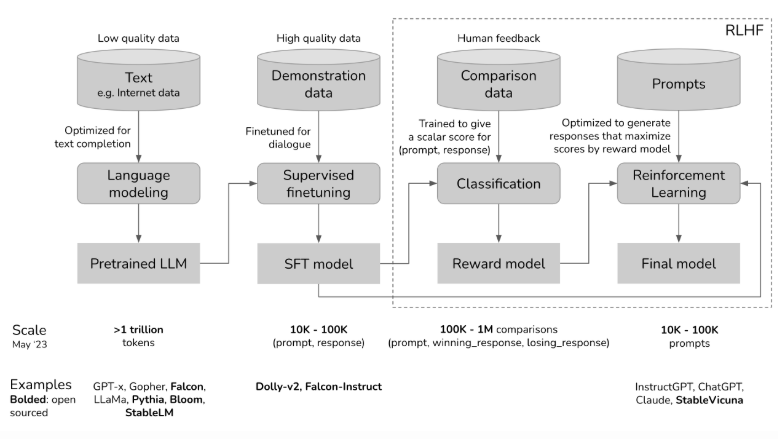 RLHF
Low quality data
High quality data
Human feedback
Text
e.g. Internet data
Demonstration
data
Comparison
data
Prompts
Optimized for
text completion
Finetuned for
dialogue
Trained to give
a scalar score for
(prompt, response)
Optimized to generate
responses that maximize
scores by reward model
Language
modeling
Supervised
finetuning
Classification
Reinforcement
Learning
Pretrained LLM
SFT model
Reward model
Final model
Scale
May '23
>1 trillion
tokens
10K - 100K
(prompt, response)
100K - 1M comparisons
(prompt, winning_response, losing_response)
10K - 100K
prompts
Examples
Bolded: open
sourced
GPT-x, Gopher, Falcon,
LLaMa, Pythia, Bloom,
StableLM
Dolly-v2, Falcon-Instruct
InstructGPT, ChatGPT,
Claude, StableVicuna